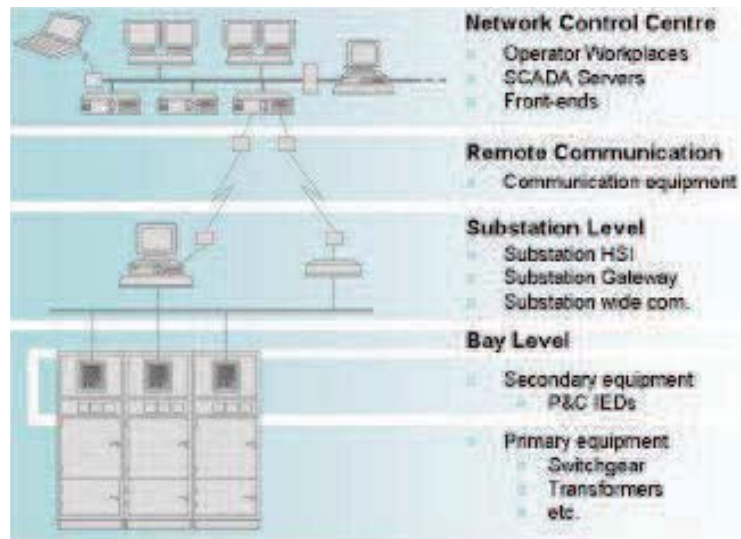 Network Control Centre
Operator Workplaces
SCADA Servers
Front-ends
Remote Communication
Communication equipment
Substation Level
Substation HSI
Substation Gateway
Substation wide com.
Bay Level
Secondary equipment
P&C IEDs
Primary equipment
Switchgear
Transformers
etc.